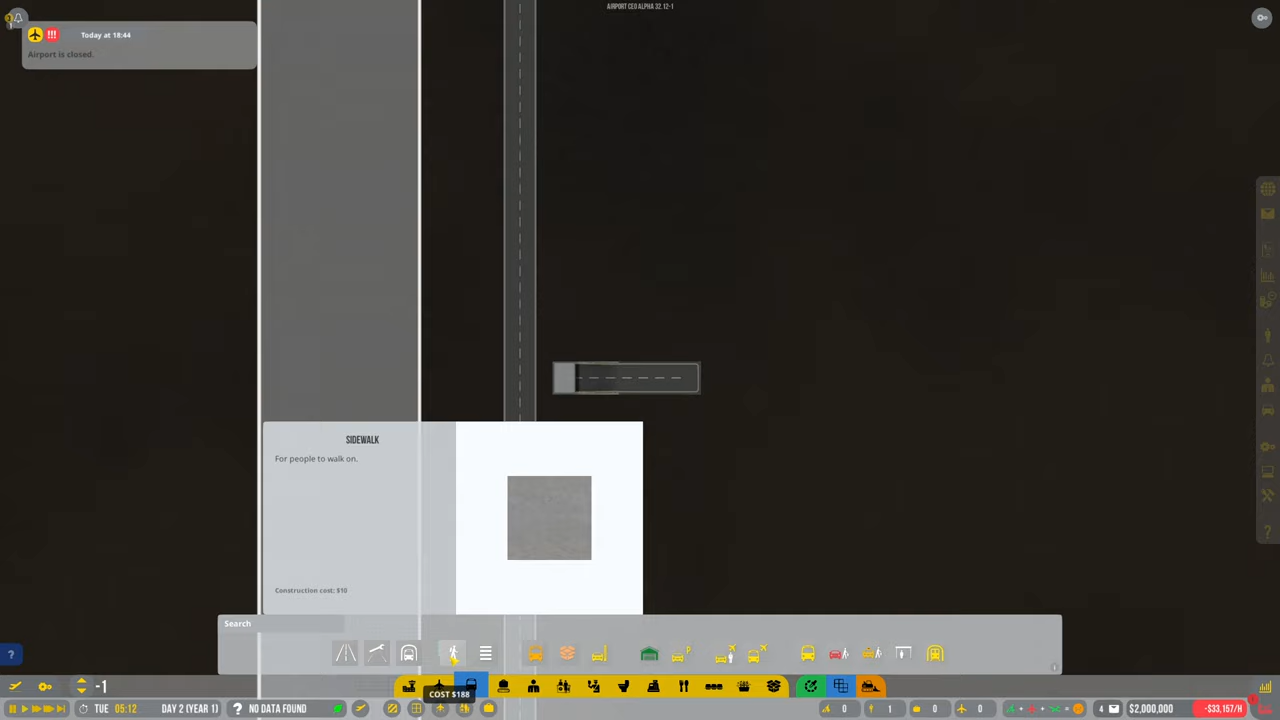 AIRPORT CEO ALPHA 32.12-1
!!! Today at 18:44
Airport is closed.
SIDEWALK
For people to walk on.
Construction cost: $10
Search
P
-1
COST $188
TUE 05:12 DAY 2 (YEAR 1) ? NO DATA FOUND
0 1 0 0 4 $2,000,000 -$33,157/H
?
?